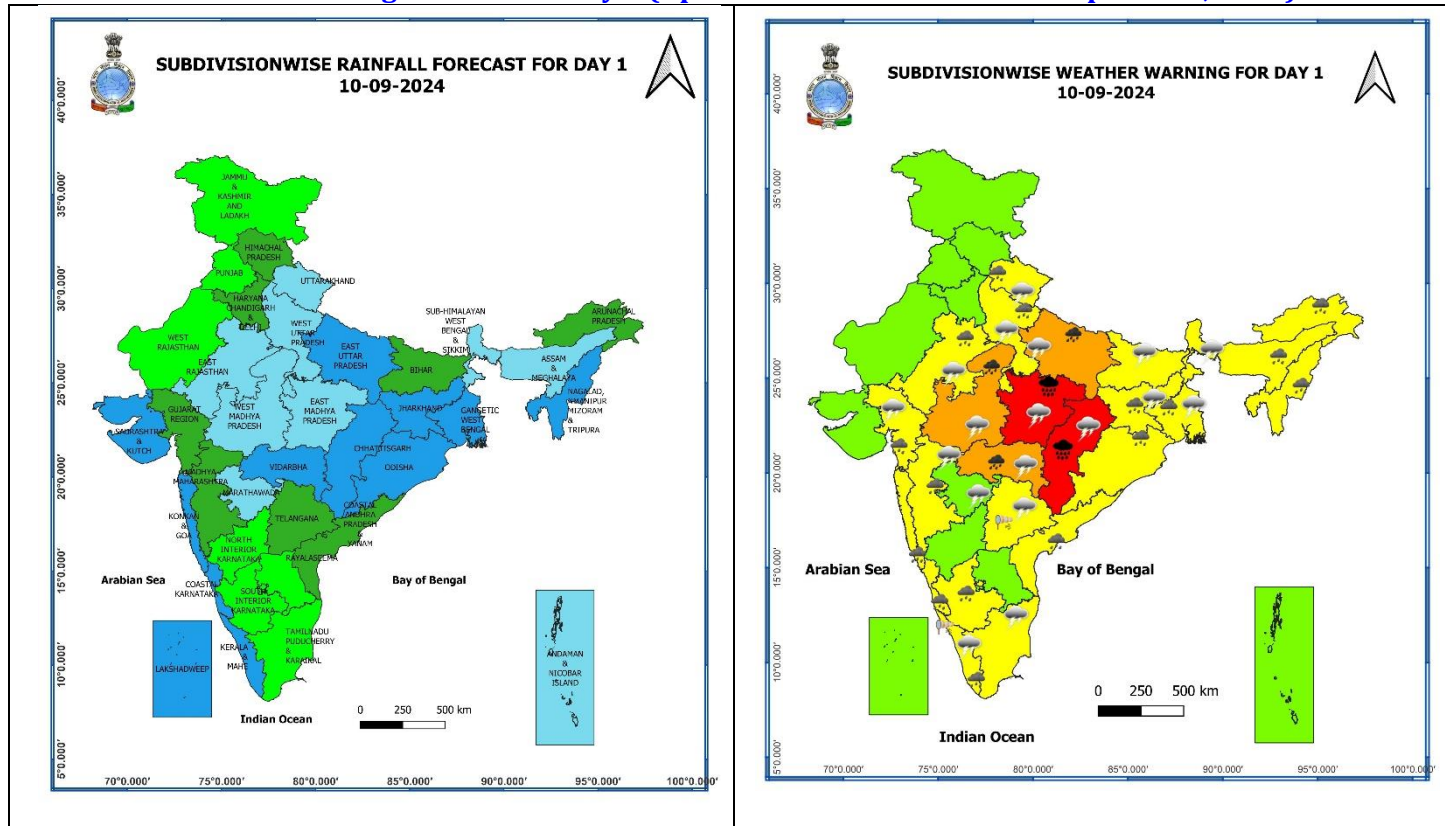 SUBDIVISIONWISE RAINFALL FORECAST FOR DAY 1
10-09-2024
40°0.000'
35°0.000'
30°0.000'
25°0.000'
20°0.000'
15°0.000'
10°0.000'
5°0.000'
JAMMU
&
KASHMIR
AND
LADAKH
HIMACHAL
PRADESH
PUNJAB
UTTARAKHAND
HARYANA
CHANDIGARH
&
DELHI
WEST
RAJASTHAN
WEST
UTTAR
PRADESH
SUB-HIMALAYAN
WEST
BENGAL
&
SIKKIM
ARUNACHAL
PRADESH
EAST
RAJASTHAN
EAST
UTTAR
PRADESH
BIHAR
ASSAM
&
MEGHALAYA
NAGALAD,
MIZORAM
&
TRIPURA
GUJARAT
REGION
WEST
MADHYA
PRADESH
EAST
MADHYA
PRADESH
JHARKHAND
GANGETIC
WEST
BENGAL
SAURASHTRA
&
KUTCH
CHHATTISGARH
VIDARBHA
ODISHA
MADHYA
MAHARASHTRA
MARATHAWADA
KONKAN
&
GOA
TELANGANA
COASTAL
ANDHRA
PRADESH
&
YANAM
NORTH
INTERIOR
KARNATAKA
RAYALASEEMA
Arabian Sea
Bay of Bengal
COASTAL
KARNATAKA
SOUTH
INTERIOR
KARNATAKA
TAMILNADU
PUDUCHERRY
&
KARAIKAL
KERALA
&
MAHE
LAKSHADWEEP
ANDAMAN
&
NICOBAR
ISLAND
Indian Ocean
0 250 500 km
70°0.000' 75°0.000' 80°0.000' 85°0.000' 90°0.000' 95°0.000' 100°0.000'
SUBDIVISIONWISE WEATHER WARNING FOR DAY 1
10-09-2024
40°0.000'
35°0.000'
30°0.000'
25°0.000'
20°0.000'
15°0.000'
10°0.000'
5°0.000'
Arabian Sea
Bay of Bengal
Indian Ocean
0 250 500 km
70°0.000' 75°0.000' 80°0.000' 85°0.000' 90°0.000' 95°0.000' 100°0.000'